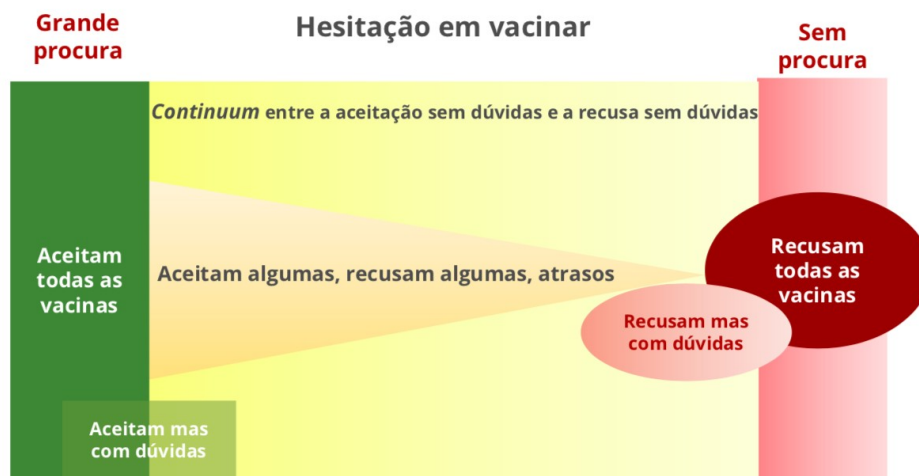 Grande
procura
Hesitação em vacinar
Sem
procura
Continuum entre a aceitação sem dúvidas e a recusa sem dúvidas
Aceitam
todas as
vacinas
Aceitam algumas, recusam algumas, atrasos
Recusam
todas as
vacinas
Recusam mas
com dúvidas
Aceitam mas
com dúvidas